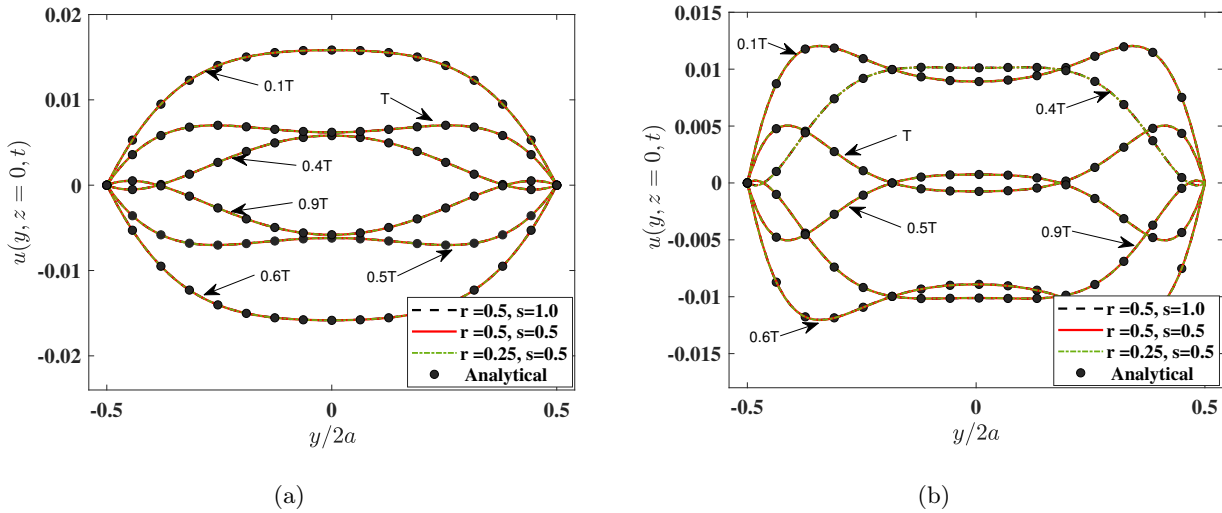 0.02
0.01
0
-0.01
-0.02
u(y, z = 0, t)
0.1T
T
0.4T
0.9T
0.6T
0.5T
r =0.5, s=1.0
r =0.5, s=0.5
r =0.25, s=0.5
Analytical
-0.5
0
0.5
y/2a
(a)
0.015
0.01
0.005
0
-0.005
-0.01
-0.015
u(y, z = 0, t)
0.1T
0.4T
T
0.5T
0.9T
0.6T
r =0.5, s=1.0
r =0.5, s=0.5
r =0.25, s=0.5
Analytical
-0.5
0
0.5
y/2a
(b)